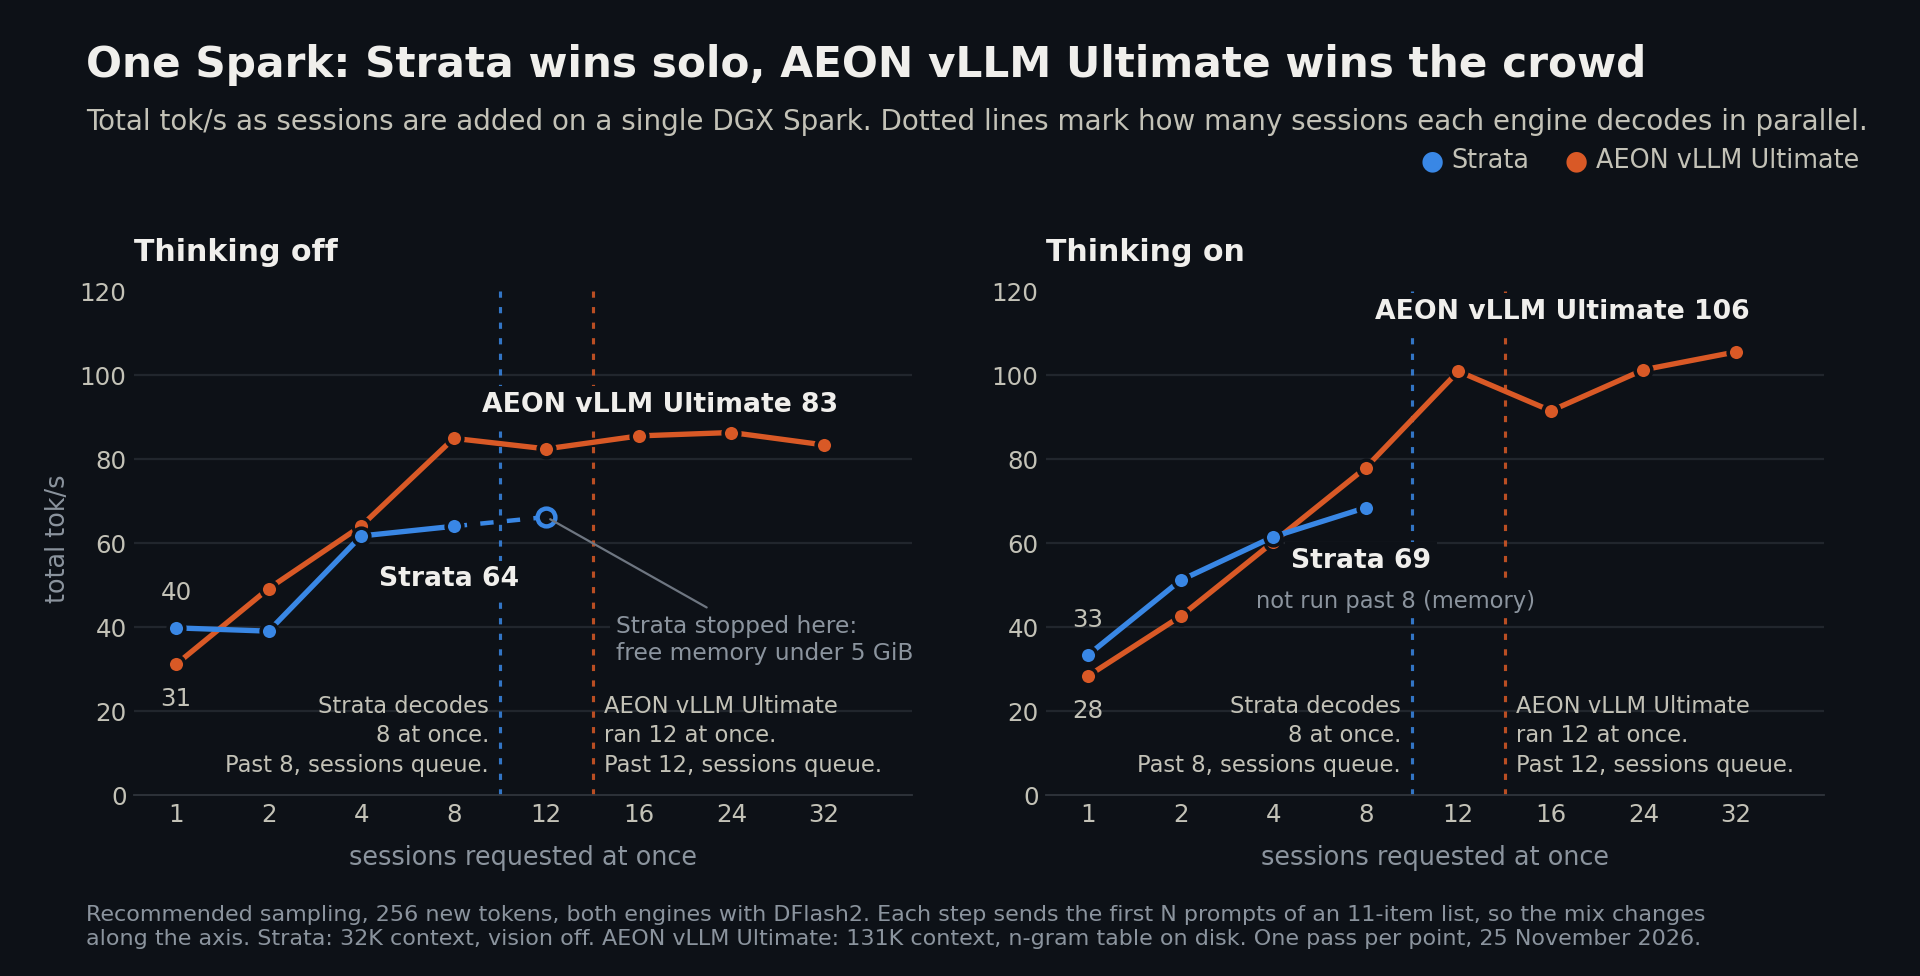 One Spark: Strata wins solo, AEON vLLM Ultimate wins the crowd
Total tok/s as sessions are added on a single DGX Spark. Dotted lines mark how many sessions each engine decodes in parallel.
Strata
AEON vLLM Ultimate
Thinking off
120
100
80
60
40
20
0
total tok/s
AEON vLLM Ultimate 83
Strata 64
40
31
Strata stopped here:
free memory under 5 GiB
Strata decodes
8 at once.
Past 8, sessions queue.
AEON vLLM Ultimate
ran 12 at once.
Past 12, sessions queue.
1 2 4 8 12 16 24 32
sessions requested at once
Thinking on
120
100
80
60
40
20
0
AEON vLLM Ultimate 106
Strata 69
not run past 8 (memory)
33
28
Strata decodes
8 at once.
Past 8, sessions queue.
AEON vLLM Ultimate
ran 12 at once.
Past 12, sessions queue.
1 2 4 8 12 16 24 32
sessions requested at once
Recommended sampling, 256 new tokens, both engines with DFlash2. Each step sends the first N prompts of an 11-item list, so the mix changes
along the axis. Strata: 32K context, vision off. AEON vLLM Ultimate: 131K context, n-gram table on disk. One pass per point, 25 November 2026.